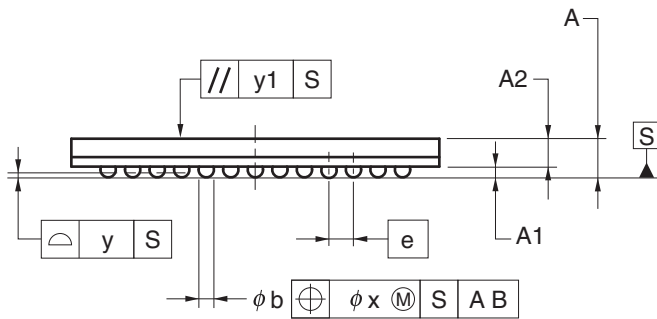 A
// y1 S
A2
S
⌓ y S
e
A1
φb ⌖ φx Ⓜ S A B